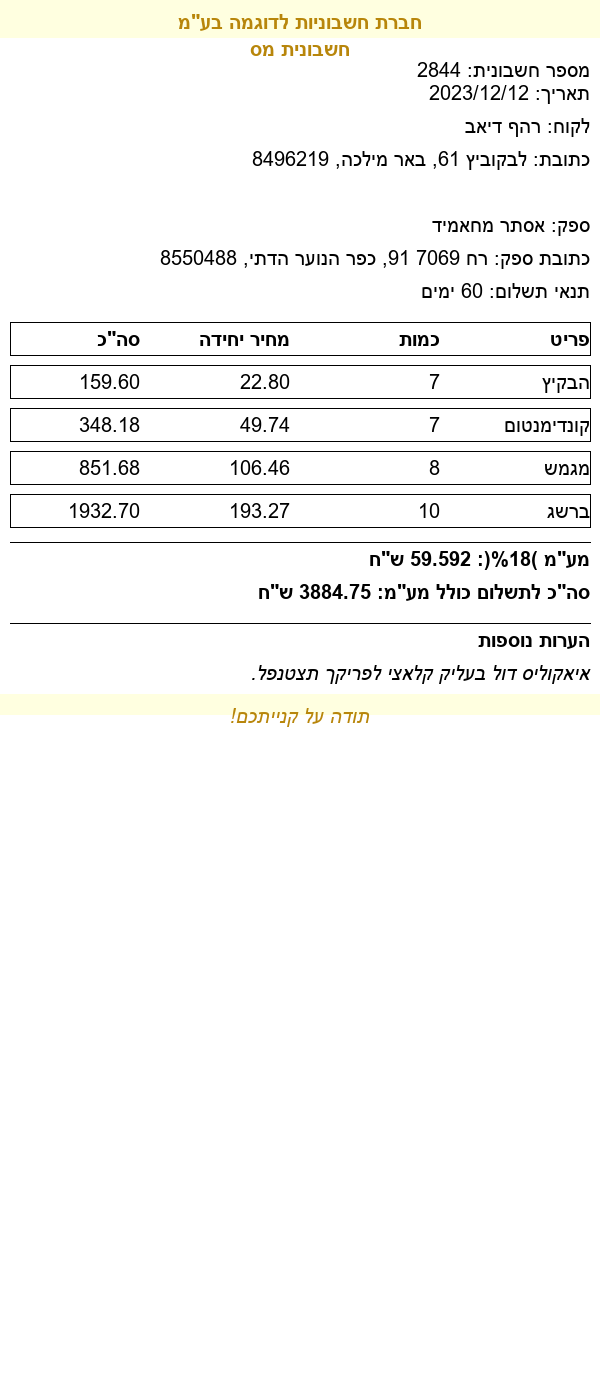 חברת חשבוניות לדוגמה בע"מ
חשבונית מס
מספר חשבונית: 2844
תאריך: 2023/12/12
לקוח: רהף דיאב
כתובת: לבקוביץ 61, באר מילכה, 8496219
ספק: אסתר מחאמיד
כתובת ספק: רח 7069 91, כפר הנוער הדתי, 8550488
תנאי תשלום: 60 ימים
פריט כמות מחיר יחידה סה"כ
הבקיץ 7 22.80 159.60
קונדימנטום 7 49.74 348.18
מגמש 8 106.46 851.68
ברשג 10 193.27 1932.70
מע"מ )18%(: 59.592 ש"ח
סה"כ לתשלום כולל מע"מ: 3884.75 ש"ח
הערות נוספות
איאקוליס דול בעליק קלאצי לפריקך תצטנפל.
תודה על קנייתכם!